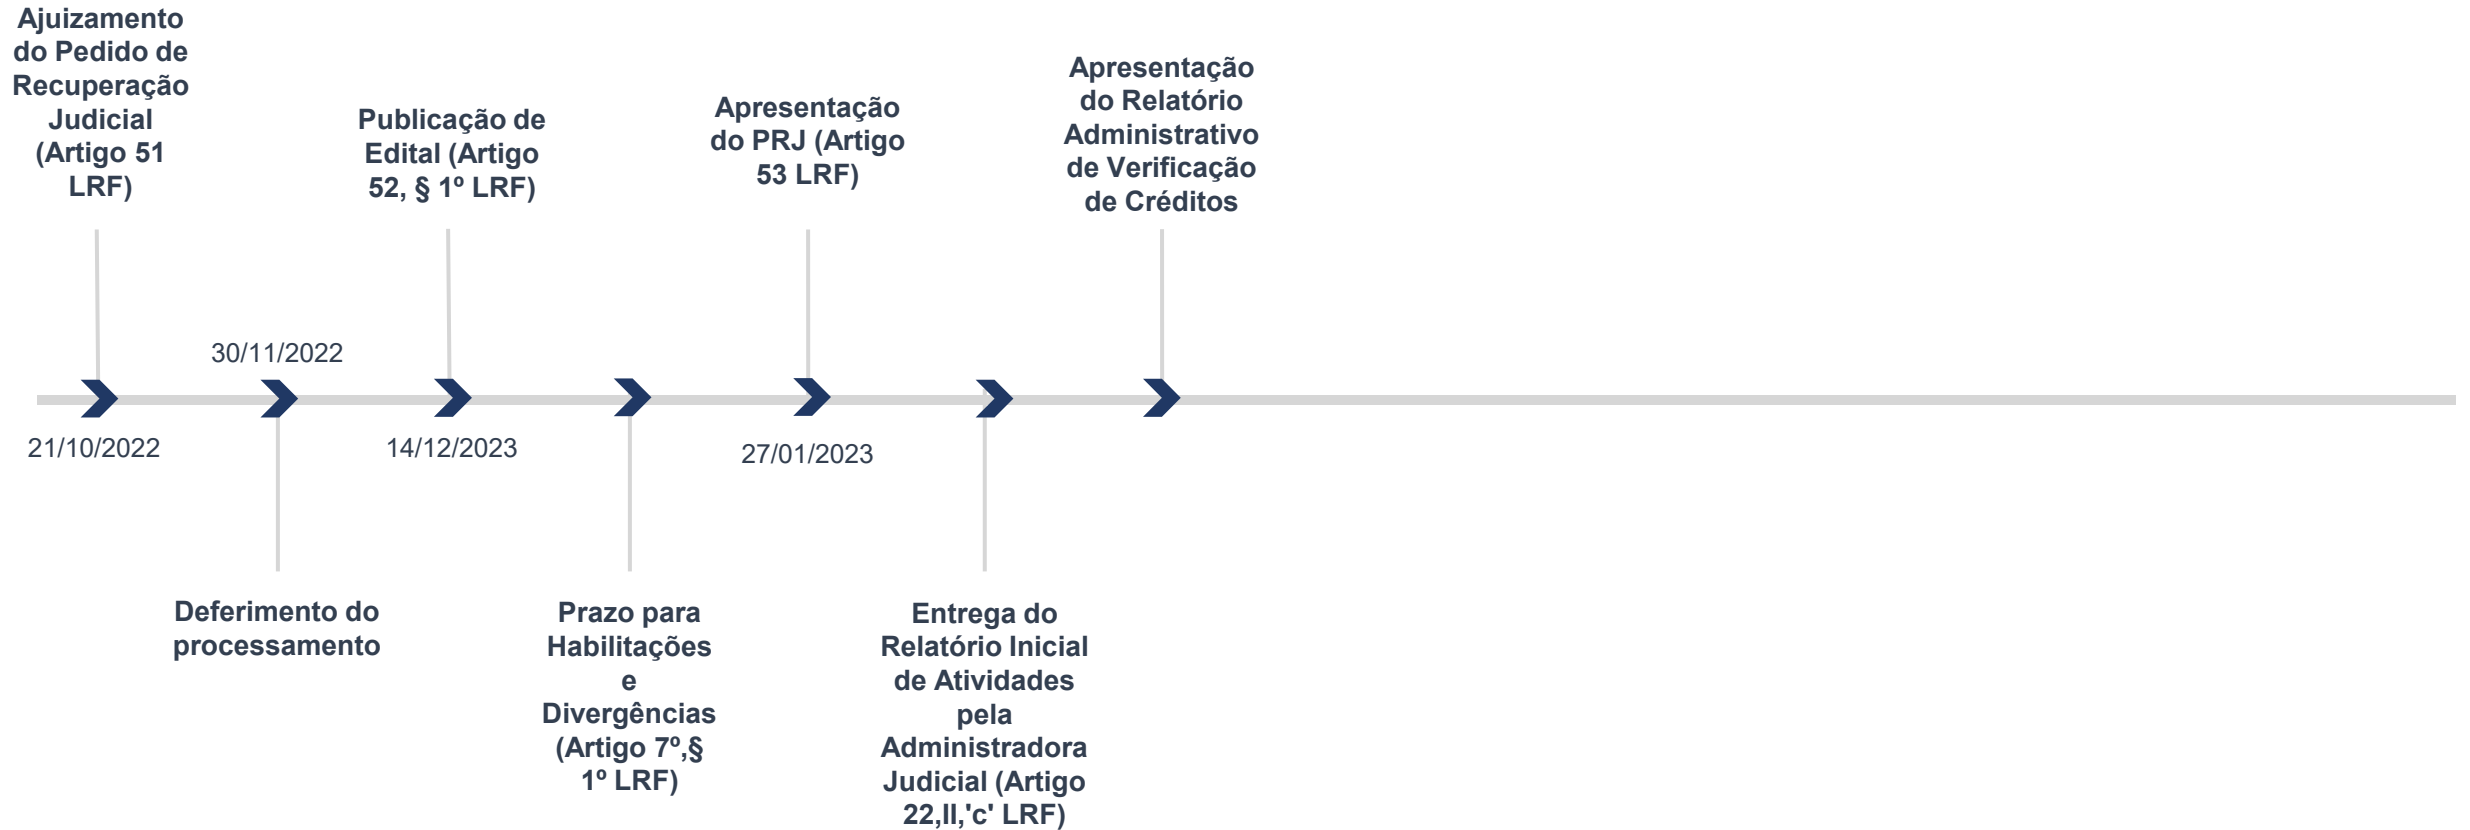 Ajuizamento
do Pedido de
Recuperação
Judicial
(Artigo 51
LRF)
Publicação de
Edital (Artigo
52, § 1º LRF)
Apresentação
do PRJ (Artigo
53 LRF)
Apresentação
do Relatório
Administrativo
de Verificação
de Créditos
30/11/2022
21/10/2022
14/12/2023
27/01/2023
Deferimento do
processamento
Prazo para
Habilitações
e
Divergências
(Artigo 7º,§
1º LRF)
Entrega do
Relatório Inicial
de Atividades
pela
Administradora
Judicial (Artigo
22,II,'c' LRF)